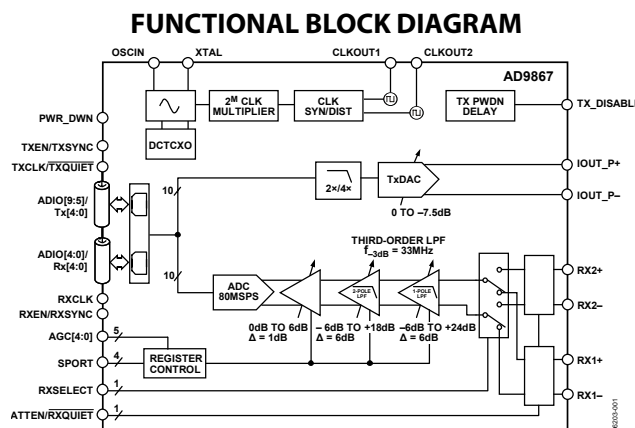 FUNCTIONAL BLOCK DIAGRAM
OSCIN
XTAL
CLKOUT1
CLKOUT2
AD9867
PWR_DWN
2M CLK
MULTIPLIER
CLK
SYN/DIST
TX PWDN
DELAY
TX_DISABLE
DCTCXO
TXEN/TXSYNC
TXCLK/TXQUIET
10
2×/4×
TxDAC
IOUT_P+
IOUT_P–
0 TO –7.5dB
ADIO[9:5]/
Tx[4:0]
ADIO[4:0]/
Rx[4:0]
10
ADC
80MSPS
THIRD-ORDER LPF
f–3dB = 33MHz
2-POLE
LPF
1-POLE
LPF
RX2+
RX2–
0dB TO 6dB
Δ = 1dB
– 6dB TO +18dB
Δ = 6dB
–6dB TO +24dB
Δ = 6dB
RXCLK
RXEN/RXSYNC
AGC[4:0]
5
SPORT
4
REGISTER
CONTROL
RX1+
RX1–
RXSELECT
1
ATTEN/RXQUIET
1
6203-001